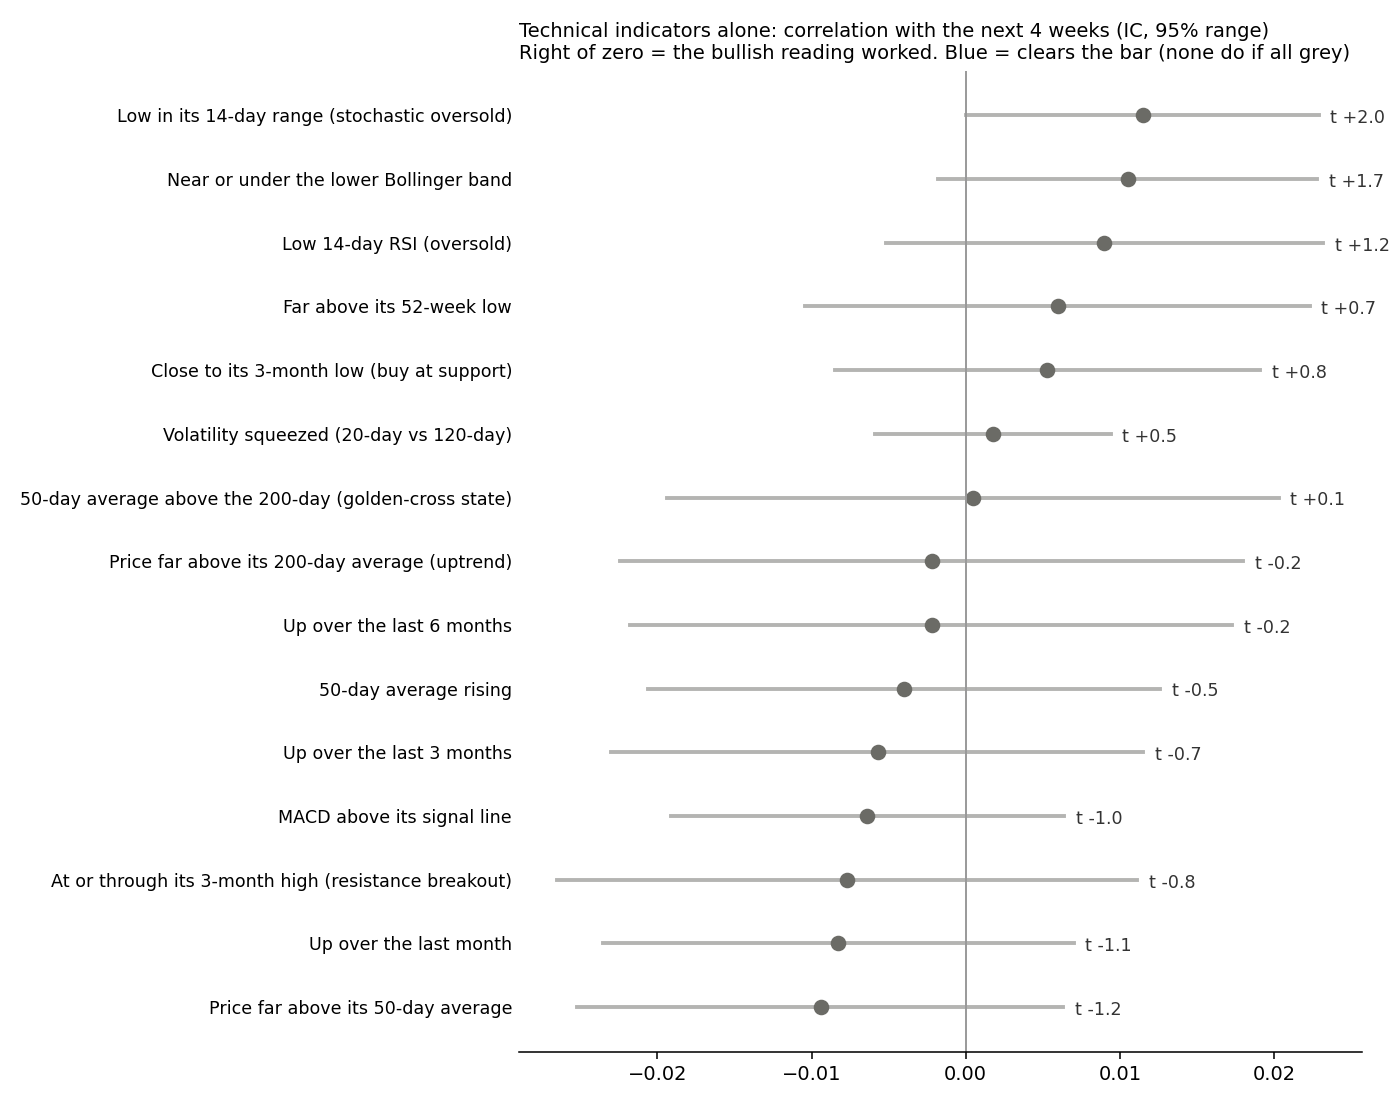 Technical indicators alone: correlation with the next 4 weeks (IC, 95% range)
Right of zero = the bullish reading worked. Blue = clears the bar (none do if all grey)
Low in its 14-day range (stochastic oversold) t +2.0
Near or under the lower Bollinger band t +1.7
Low 14-day RSI (oversold) t +1.2
Far above its 52-week low t +0.7
Close to its 3-month low (buy at support) t +0.8
Volatility squeezed (20-day vs 120-day) t +0.5
50-day average above the 200-day (golden-cross state) t +0.1
Price far above its 200-day average (uptrend) t -0.2
Up over the last 6 months t -0.2
50-day average rising t -0.5
Up over the last 3 months t -0.7
MACD above its signal line t -1.0
At or through its 3-month high (resistance breakout) t -0.8
Up over the last month t -1.1
Price far above its 50-day average t -1.2
−0.02 −0.01 0.00 0.01 0.02